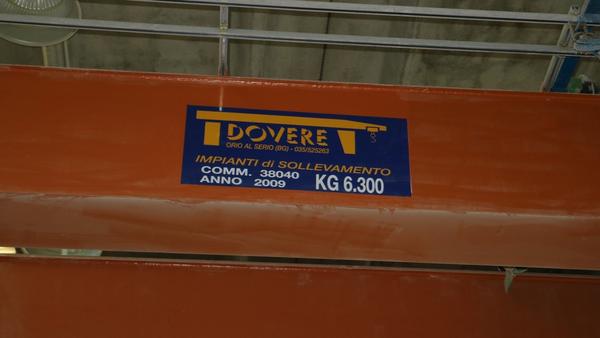 DOVERE
ORIO AL SERIO (BG) - 035/525263
IMPIANTI di SOLLEVAMENTO
COMM. 38040
ANNO 2009 KG 6.300